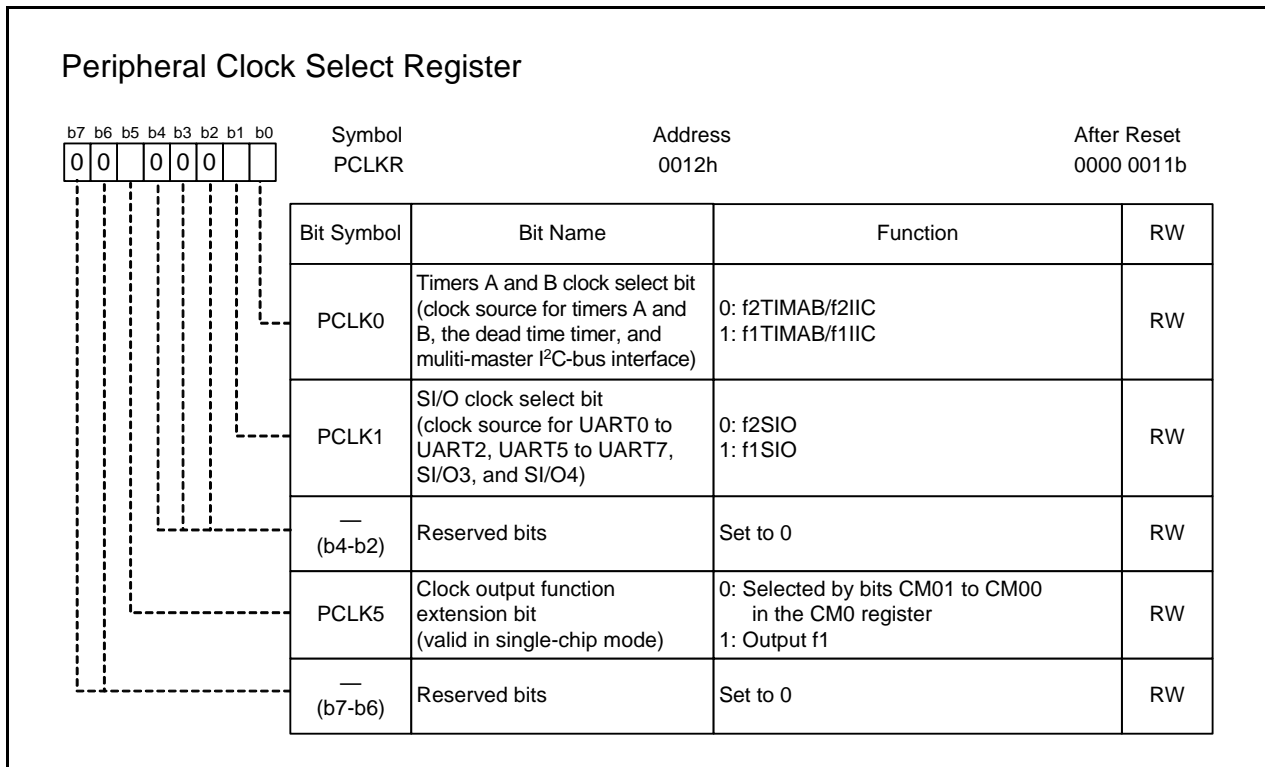 Peripheral Clock Select Register
b7 b6 b5 b4 b3 b2 b1 b0
Symbol Address After Reset
0 0 0 0 0
PCLKR 0012h 0000 0011b
Bit Symbol Bit Name Function RW
PCLK0
Timers A and B clock select bit
(clock source for timers A and
B, the dead time timer, and
muliti-master I²C-bus interface)
0: f2TIMAB/f2IIC
1: f1TIMAB/f1IIC
RW
PCLK1
SI/O clock select bit
(clock source for UART0 to
UART2, UART5 to UART7,
SI/O3, and SI/O4)
0: f2SIO
1: f1SIO
RW
—
(b4-b2)
Reserved bits
Set to 0
RW
PCLK5
Clock output function
extension bit
(valid in single-chip mode)
0: Selected by bits CM01 to CM00
in the CM0 register
1: Output f1
RW
—
(b7-b6)
Reserved bits
Set to 0
RW